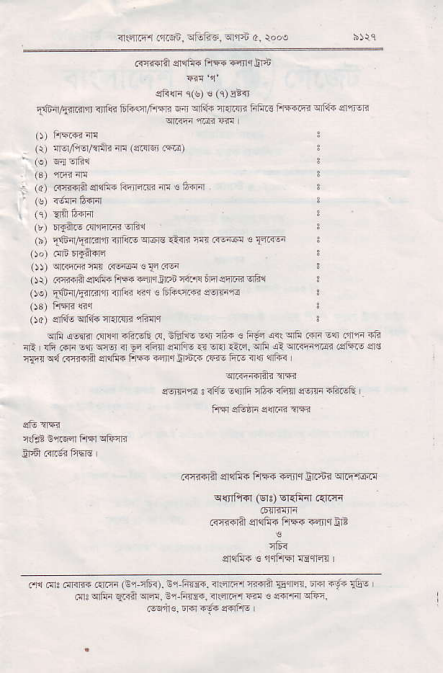 বাংলাদেশ গেজেট, অতিরিক্ত, আগস্ট ৫, ২০০৩ ৯১২৭
বেসরকারী প্রাথমিক শিক্ষক কল্যাণ ট্রাস্ট
ফরম ‘গ’
প্রবিধান ৭(৬) ও (৭) দ্রষ্টব্য
দূর্ঘটনা/দুরারোগ্য ব্যাধির চিকিৎসা/শিক্ষার জন্য আর্থিক সাহায্যের নিমিত্তে শিক্ষকদের আর্থিক প্রাপ্যতার
আবেদন পত্রের ফরম।
(১) শিক্ষকের নাম ঃ
(২) মাতা/পিতা/স্বামীর নাম (প্রযোজ্য ক্ষেত্রে) ঃ
(৩) জন্ম তারিখ ঃ
(৪) পদের নাম ঃ
(৫) বেসরকারী প্রাথমিক বিদ্যালয়ের নাম ও ঠিকানা ঃ
(৬) বর্তমান ঠিকানা ঃ
(৭) স্থায়ী ঠিকানা ঃ
(৮) চাকুরীতে যোগদানের তারিখ ঃ
(৯) দূর্ঘটনা/দুরারোগ্য ব্যাধিতে আক্রান্ত হইবার সময় বেতনক্রম ও মূলবেতন ঃ
(১০) মোট চাকুরীকাল ঃ
(১১) আবেদনের সময় বেতনক্রম ও মূল বেতন ঃ
(১২) বেসরকারী প্রাথমিক শিক্ষক কল্যাণ ট্রাস্টে সর্বশেষ চাঁদা প্রদানের তারিখ ঃ
(১৩) দূর্ঘটনা/দুরারোগ্য ব্যাধির ধরণ ও চিকিৎসকের প্রত্যয়নপত্র ঃ
(১৪) শিক্ষার ধরণ ঃ
(১৫) প্রার্থিত আর্থিক সাহায্যের পরিমাণ ঃ
আমি এতদ্বারা ঘোষণা করিতেছি যে, উল্লিখিত তথ্য সঠিক ও নির্ভুল এবং আমি কোন তথ্য গোপন করি
নাই। যদি কোন তথ্য অসত্য বা ভুল বলিয়া প্রমাণিত হয় তাহা হইলে, আমি এই আবেদনপত্রের প্রেক্ষিতে প্রাপ্ত
সমুদয় অর্থ বেসরকারী প্রাথমিক শিক্ষক কল্যাণ ট্রাস্টকে ফেরত দিতে বাধ্য থাকিব।
আবেদনকারীর স্বাক্ষর
প্রত্যয়নপত্র ঃ বর্ণিত তথ্যাদি সঠিক বলিয়া প্রত্যয়ন করিতেছি।
শিক্ষা প্রতিষ্ঠান প্রধানের স্বাক্ষর
প্রতি স্বাক্ষর
সংশ্লিষ্ট উপজেলা শিক্ষা অফিসার
ট্রাস্টী বোর্ডের সিদ্ধান্ত।
বেসরকারী প্রাথমিক শিক্ষক কল্যাণ ট্রাস্টের আদেশক্রমে
অধ্যাপিকা (ডাঃ) তাহমিনা হোসেন
চেয়ারম্যান
বেসরকারী প্রাথমিক শিক্ষক কল্যাণ ট্রাষ্ট
ও
সচিব
প্রাথমিক ও গণশিক্ষা মন্ত্রণালয়।
শেখ মোঃ মোবারক হোসেন (উপ-সচিব), উপ-নিয়ন্ত্রক, বাংলাদেশ সরকারী মুদ্রণালয়, ঢাকা কর্তৃক মুদ্রিত।
মোঃ আমিন জুবেরী আলম, উপ-নিয়ন্ত্রক, বাংলাদেশ ফরম ও প্রকাশনা অফিস,
তেজগাঁও, ঢাকা কর্তৃক প্রকাশিত।